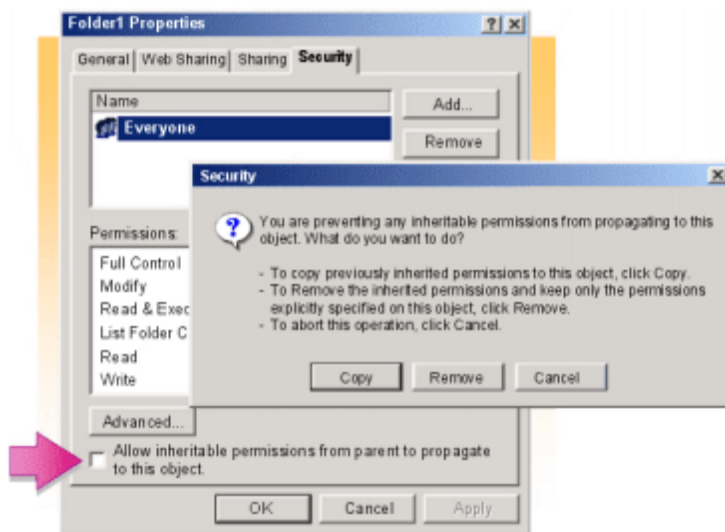 Folder1 Properties
General Web Sharing Sharing Security
Name
Everyone
Add...
Remove
Security
You are preventing any inheritable permissions from propagating to this
object. What do you want to do?
- To copy previously inherited permissions to this object, click Copy.
- To Remove the inherited permissions and keep only the permissions
explicitly specified on this object, click Remove.
- To abort this operation, click Cancel.
Copy Remove Cancel
Permissions:
Full Control
Modify
Read & Exec
List Folder C
Read
Write
Advanced...
Allow inheritable permissions from parent to propagate
to this object.
OK Cancel Apply